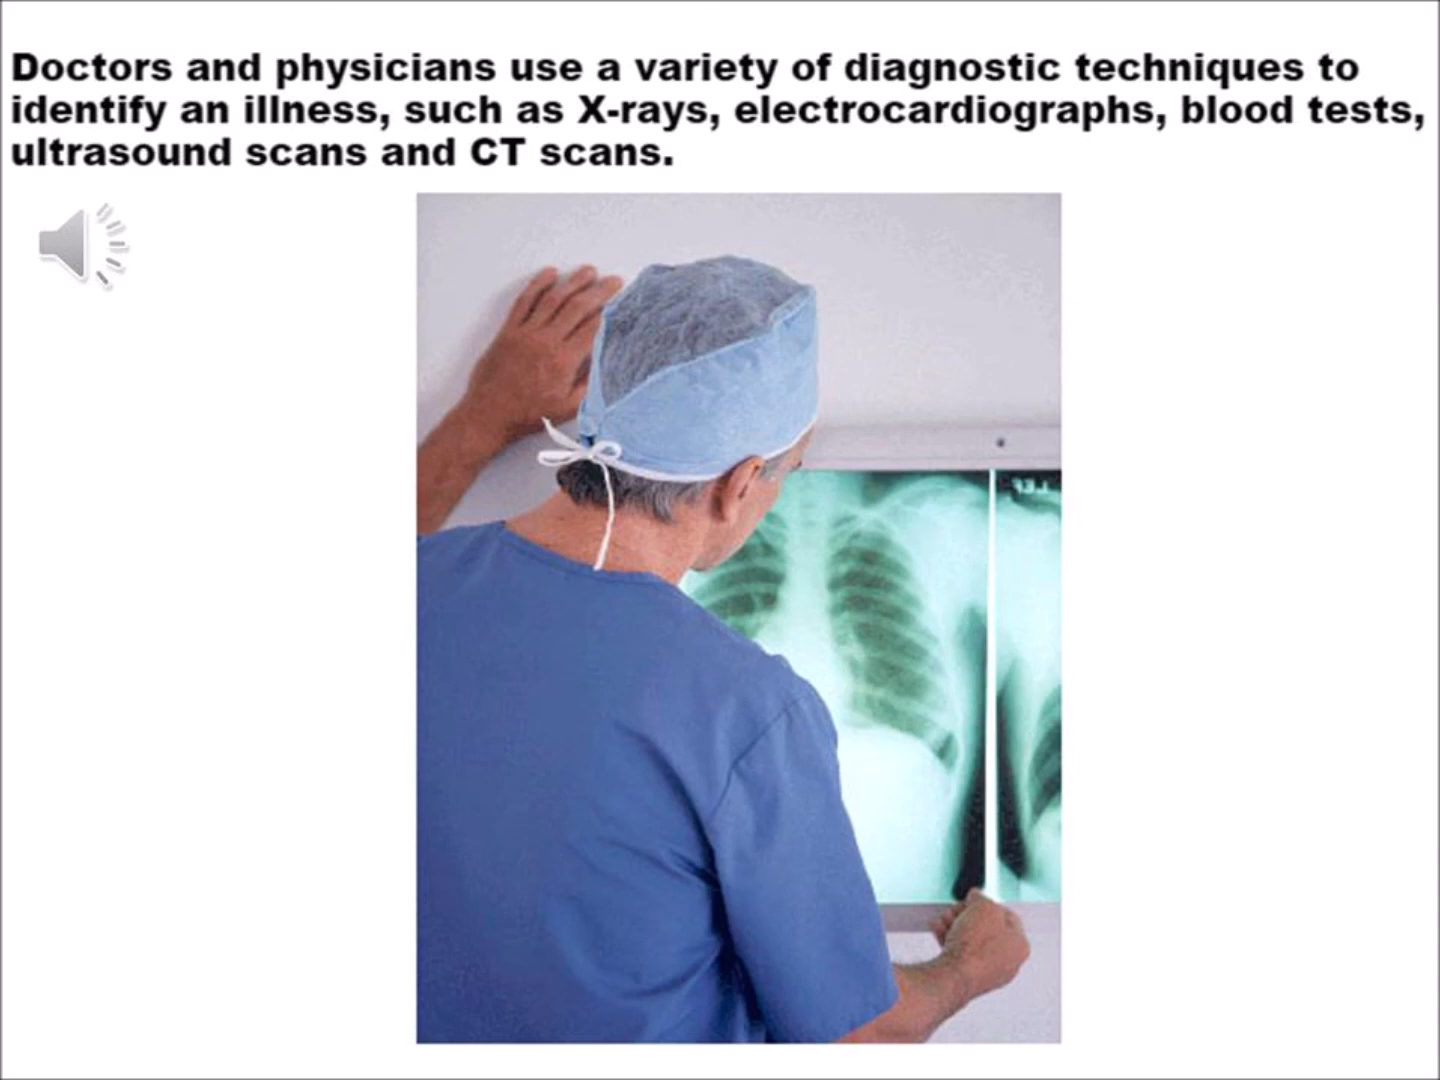 Doctors and physicians use a variety of diagnostic techniques to
identify an illness, such as X-rays, electrocardiographs, blood tests,
ultrasound scans and CT scans.